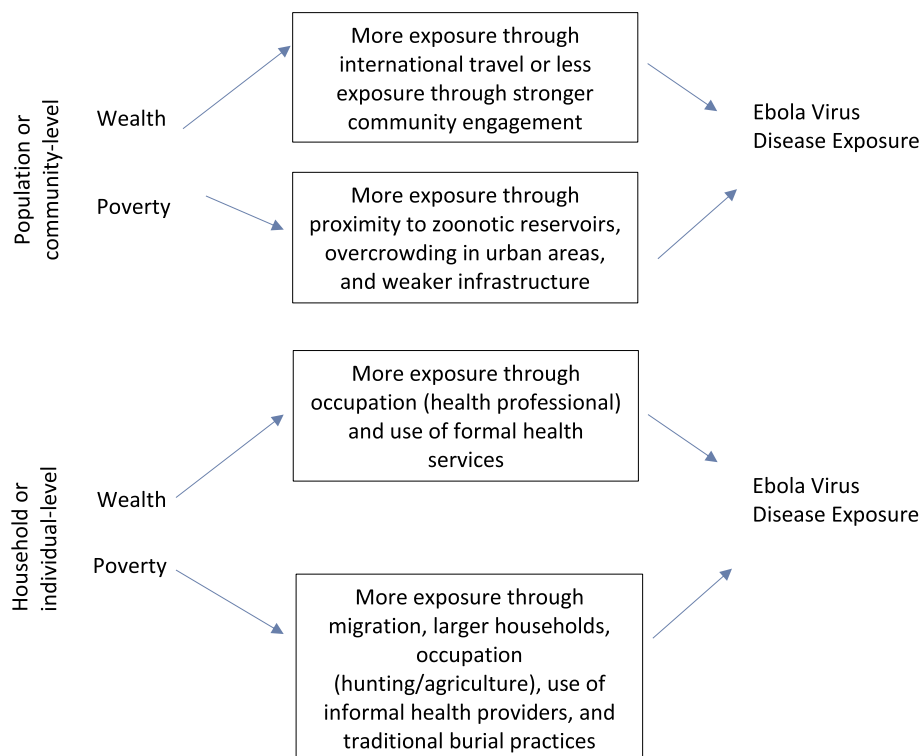 Population or
community-level
Wealth
Poverty
More exposure through
international travel or less
exposure through stronger
community engagement
More exposure through
proximity to zoonotic reservoirs,
overcrowding in urban areas,
and weaker infrastructure
Ebola Virus
Disease Exposure
Household or
individual-level
Wealth
Poverty
More exposure through
occupation (health professional)
and use of formal health
services
More exposure through
migration, larger households,
occupation
(hunting/agriculture), use of
informal health providers, and
traditional burial practices
Ebola Virus
Disease Exposure